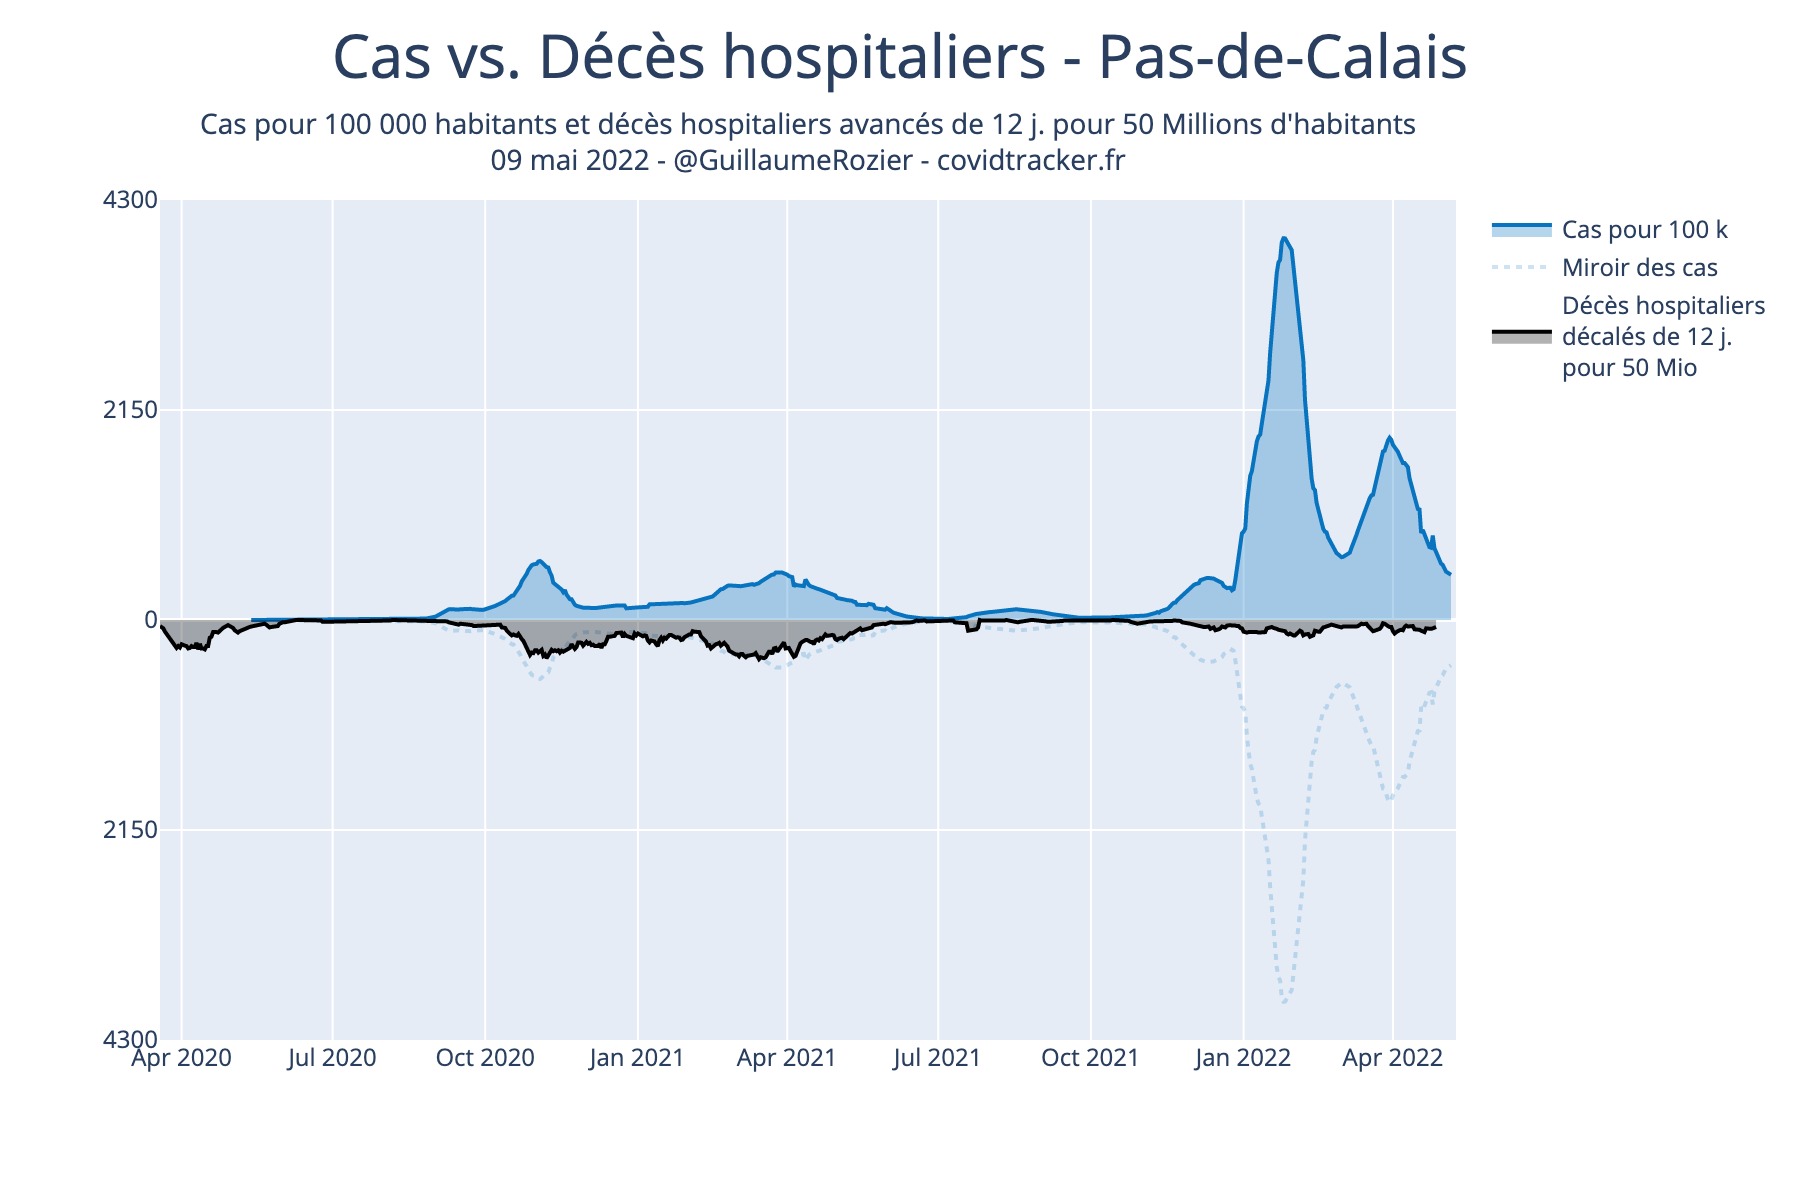 Cas vs. Décès hospitaliers - Pas-de-Calais
Cas pour 100 000 habitants et décès hospitaliers avancés de 12 j. pour 50 Millions d'habitants
09 mai 2022 - @GuillaumeRozier - covidtracker.fr
4300
2150
0
2150
4300
Apr 2020
Jul 2020
Oct 2020
Jan 2021
Apr 2021
Jul 2021
Oct 2021
Jan 2022
Apr 2022
Cas pour 100 k
Miroir des cas
Décès hospitaliers
décalés de 12 j.
pour 50 Mio